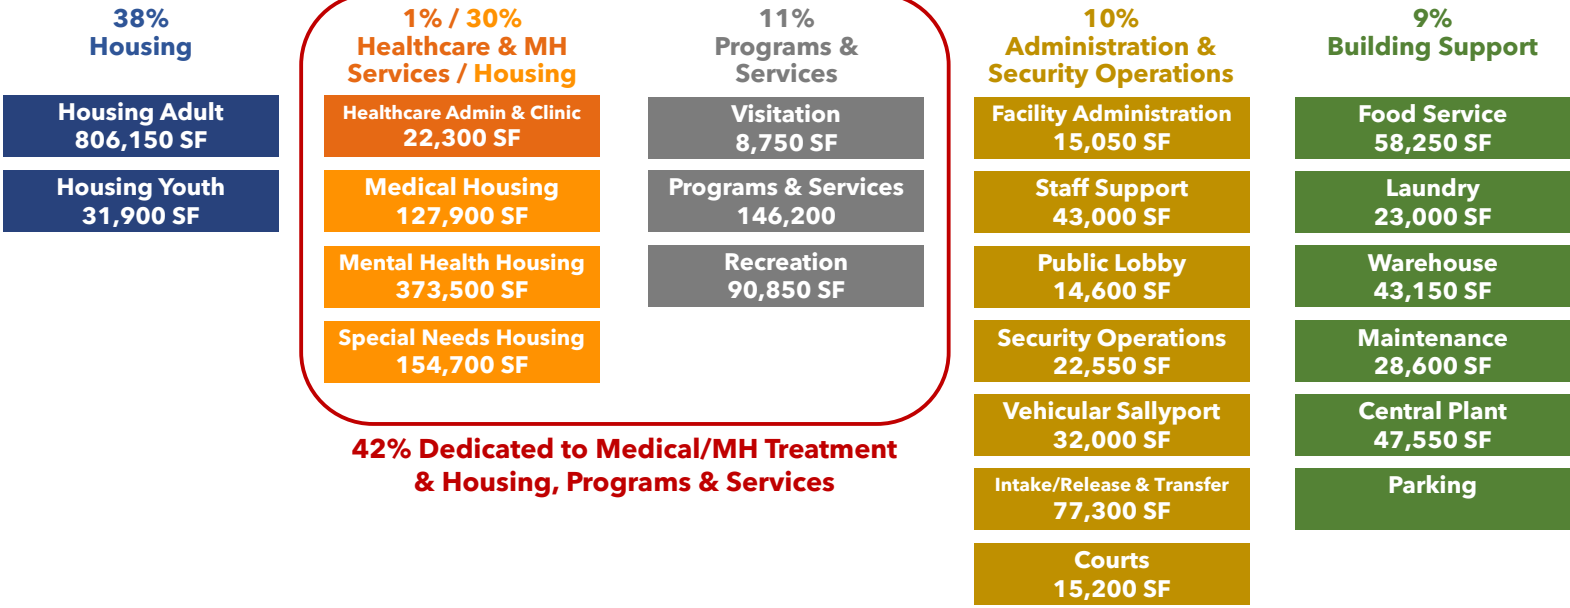 38%
Housing
Housing Adult
806,150 SF
Housing Youth
31,900 SF
1% / 30%
Healthcare & MH
Services / Housing
Healthcare Admin & Clinic
22,300 SF
Medical Housing
127,900 SF
Mental Health Housing
373,500 SF
Special Needs Housing
154,700 SF
11%
Programs &
Services
Visitation
8,750 SF
Programs & Services
146,200
Recreation
90,850 SF
42% Dedicated to Medical/MH Treatment
& Housing, Programs & Services
10%
Administration &
Security Operations
Facility Administration
15,050 SF
Staff Support
43,000 SF
Public Lobby
14,600 SF
Security Operations
22,550 SF
Vehicular Sallyport
32,000 SF
Intake/Release & Transfer
77,300 SF
Courts
15,200 SF
9%
Building Support
Food Service
58,250 SF
Laundry
23,000 SF
Warehouse
43,150 SF
Maintenance
28,600 SF
Central Plant
47,550 SF
Parking